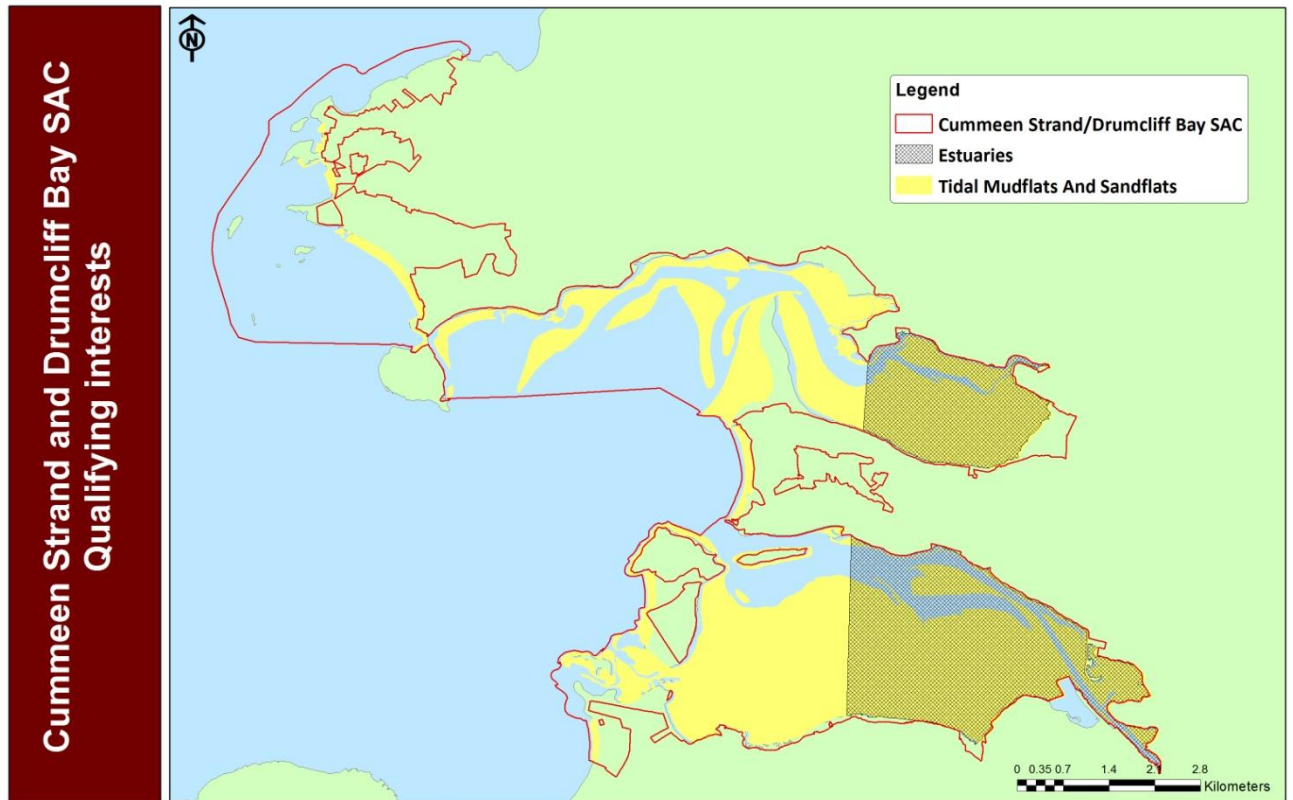 Cummeen Strand and Drumcliff Bay SAC
Qualifying interests
N
Legend
Cummeen Strand/Drumcliff Bay SAC
Estuaries
Tidal Mudflats And Sandflats
0 0.35 0.7 1.4 2.1 2.8
Kilometers